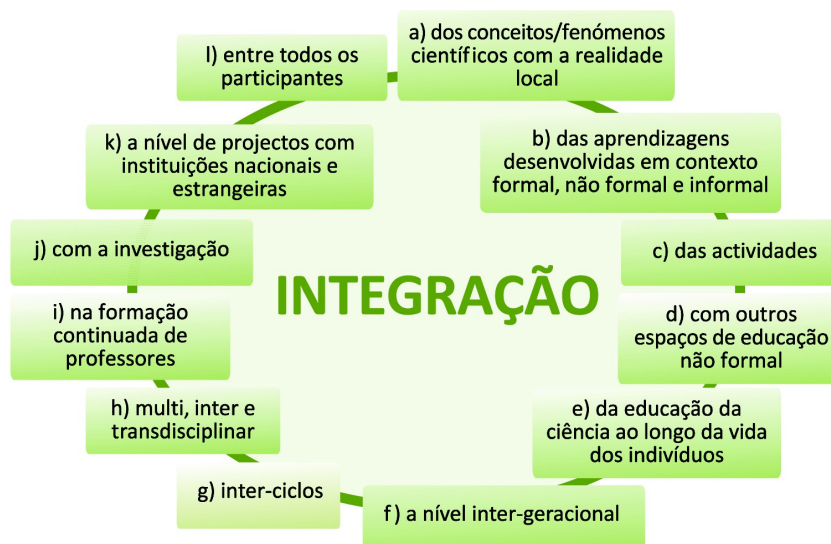 a) dos conceitos/fenómenos
científicos com a realidade
local
b) das aprendizagens
desenvolvidas em contexto
formal, não formal e informal
c) das actividades
d) com outros
espaços de educação
não formal
e) da educação da
ciência ao longo da vida
dos indivíduos
f) a nível inter-geracional
g) inter-ciclos
h) multi, inter e
transdisciplinar
i) na formação
continuada de
professores
j) com a investigação
k) a nível de projectos com
instituições nacionais e
estrangeiras
l) entre todos os
participantes
INTEGRAÇÃO